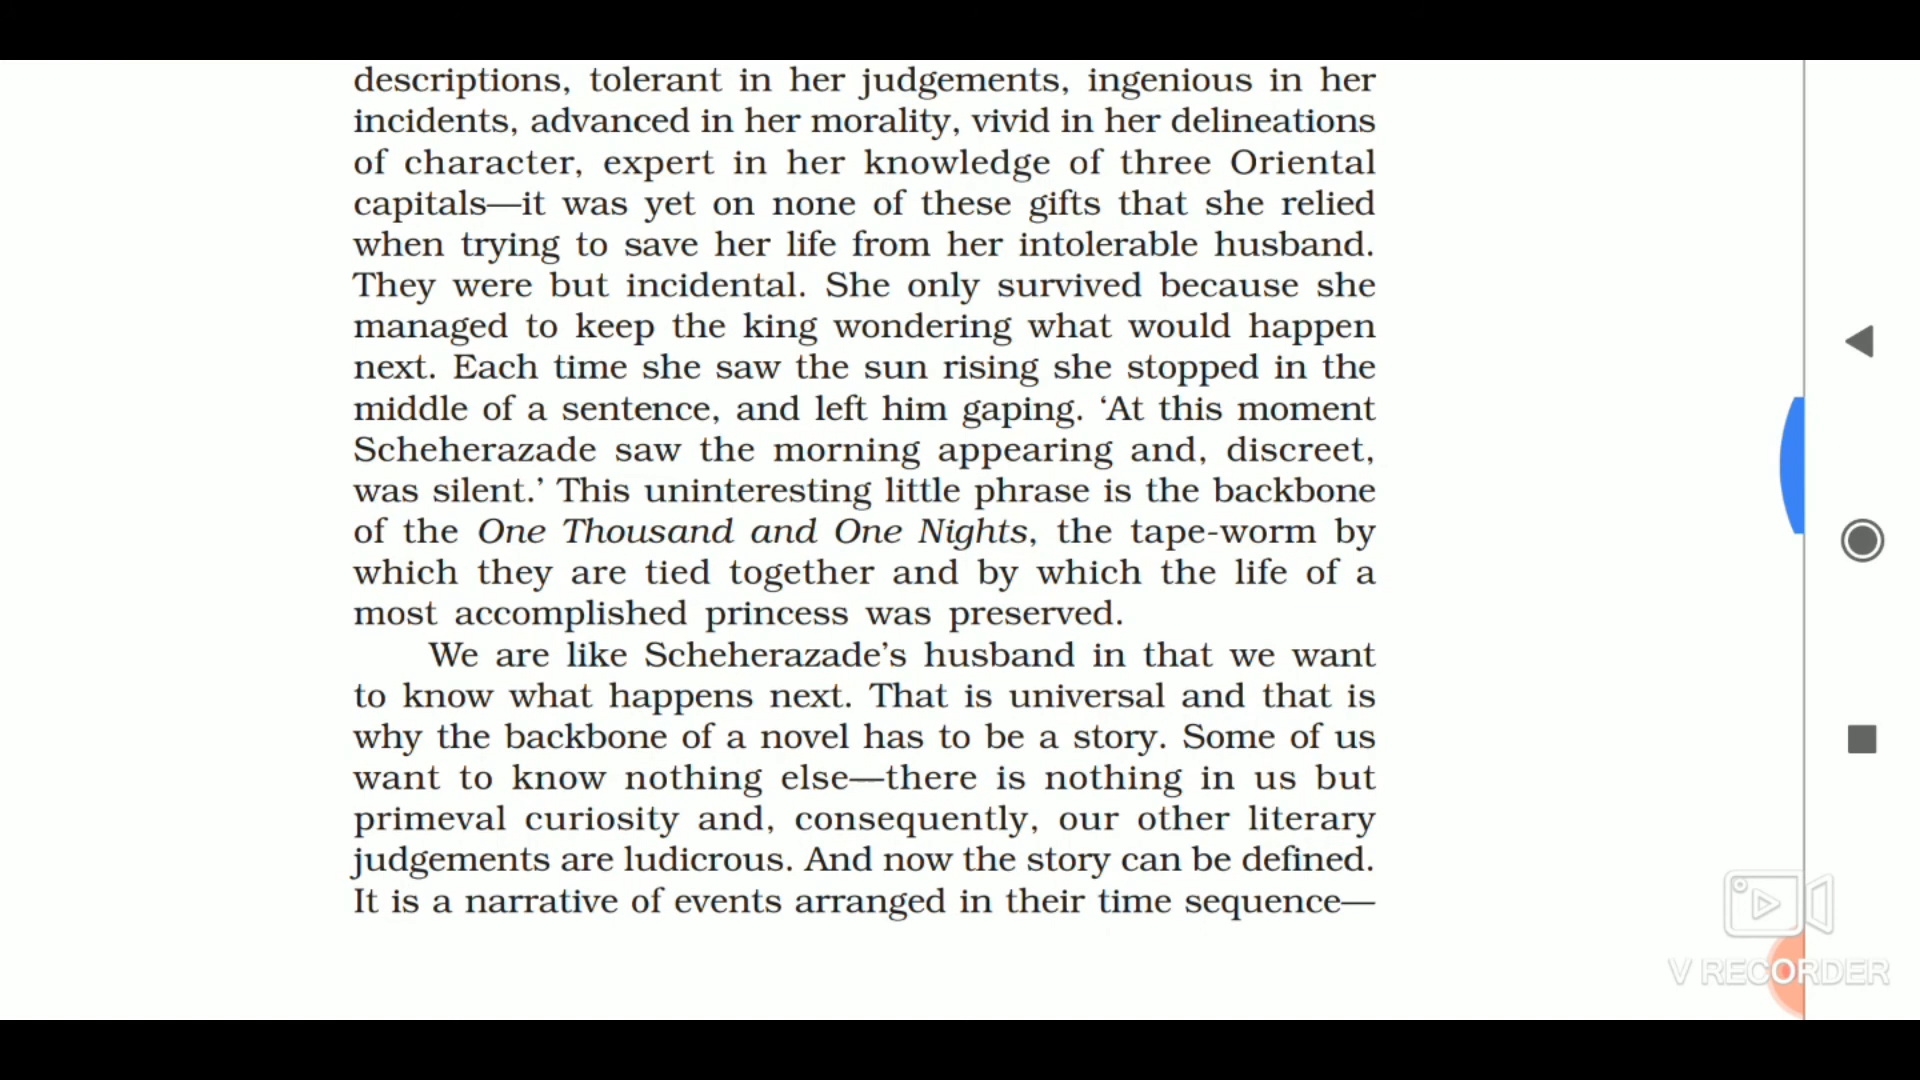 descriptions, tolerant in her judgements, ingenious in her
incidents, advanced in her morality, vivid in her delineations
of character, expert in her knowledge of three Oriental
capitals—it was yet on none of these gifts that she relied
when trying to save her life from her intolerable husband.
They were but incidental. She only survived because she
managed to keep the king wondering what would happen
next. Each time she saw the sun rising she stopped in the
middle of a sentence, and left him gaping. ‘At this moment
Scheherazade saw the morning appearing and, discreet,
was silent.’ This uninteresting little phrase is the backbone
of the One Thousand and One Nights, the tape-worm by
which they are tied together and by which the life of a
most accomplished princess was preserved.
We are like Scheherazade’s husband in that we want
to know what happens next. That is universal and that is
why the backbone of a novel has to be a story. Some of us
want to know nothing else—there is nothing in us but
primeval curiosity and, consequently, our other literary
judgements are ludicrous. And now the story can be defined.
It is a narrative of events arranged in their time sequence—
V RECORDER